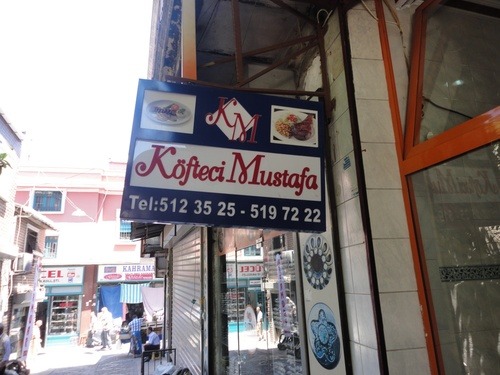 KM
Köfteci Mustafa
Tel:512 35 25 - 519 72 22
CEL
KAHRAMA